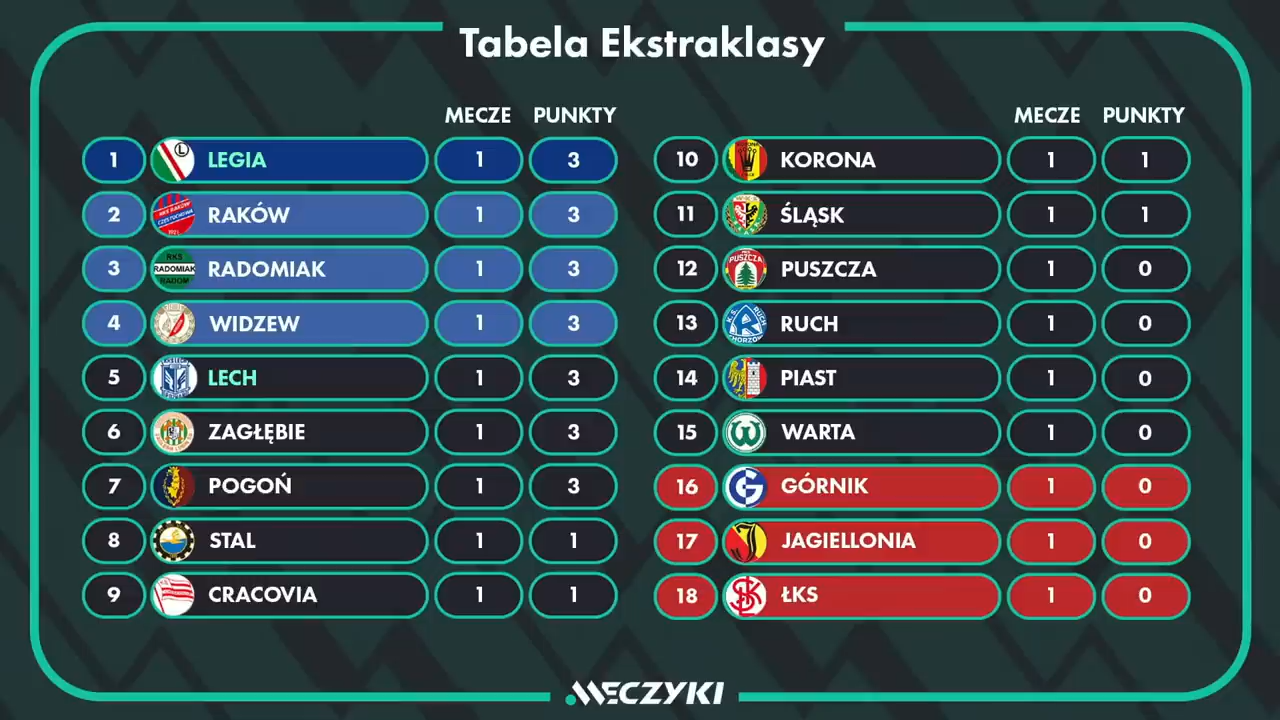 Tabela Ekstraklasy
MECZE PUNKTY
1 LEGIA 1 3
2 RAKÓW 1 3
3 RADOMIAK 1 3
4 WIDZEW 1 3
5 LECH 1 3
6 ZAGŁĘBIE 1 3
7 POGOŃ 1 3
8 STAL 1 1
9 CRACOVIA 1 1
MECZE PUNKTY
10 KORONA 1 1
11 ŚLĄSK 1 1
12 PUSZCZA 1 0
13 RUCH 1 0
14 PIAST 1 0
15 WARTA 1 0
16 GÓRNIK 1 0
17 JAGIELLONIA 1 0
18 ŁKS 1 0
MECZYKI